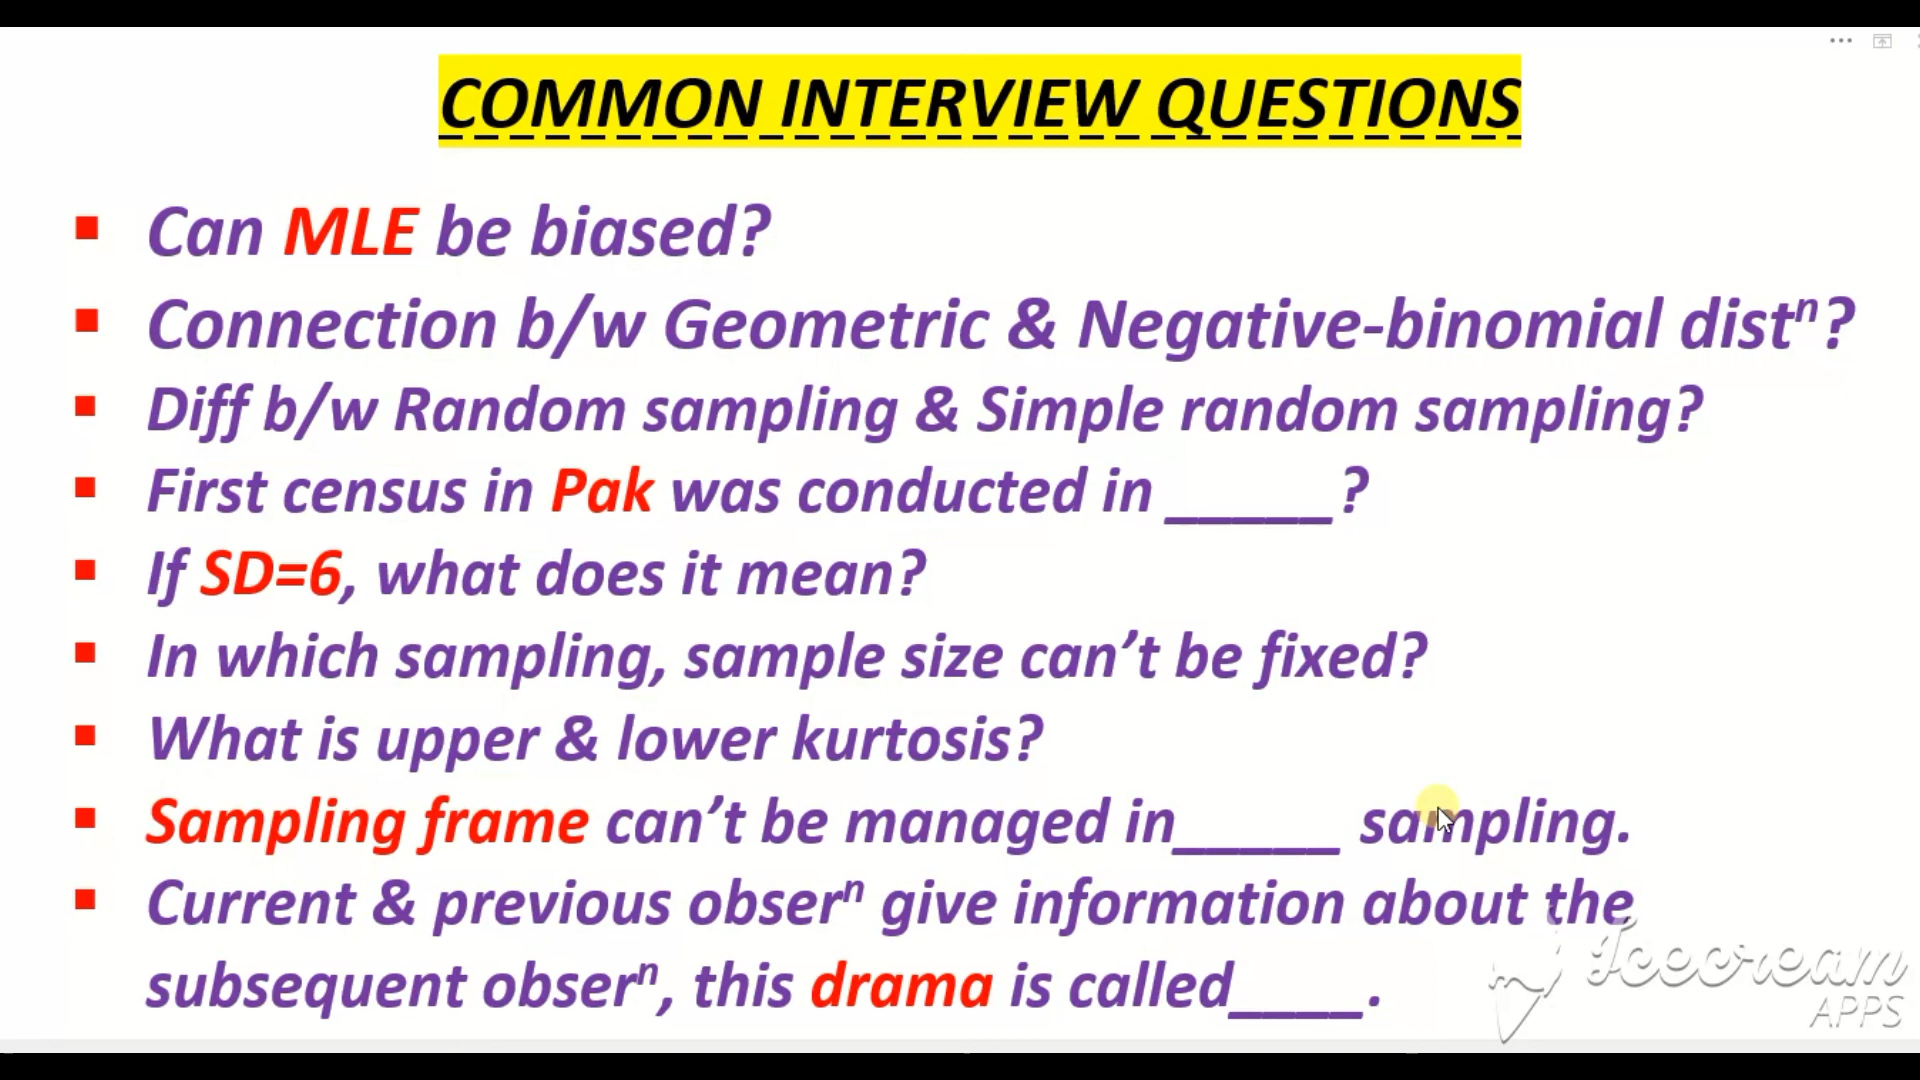 COMMON INTERVIEW QUESTIONS
▪ Can MLE be biased?
▪ Connection b/w Geometric & Negative-binomial distⁿ?
▪ Diff b/w Random sampling & Simple random sampling?
▪ First census in Pak was conducted in _____?
▪ If SD=6, what does it mean?
▪ In which sampling, sample size can’t be fixed?
▪ What is upper & lower kurtosis?
▪ Sampling frame can’t be managed in_____ sampling.
▪ Current & previous obserⁿ give information about the
subsequent obserⁿ, this drama is called____.
Icecream
APPS